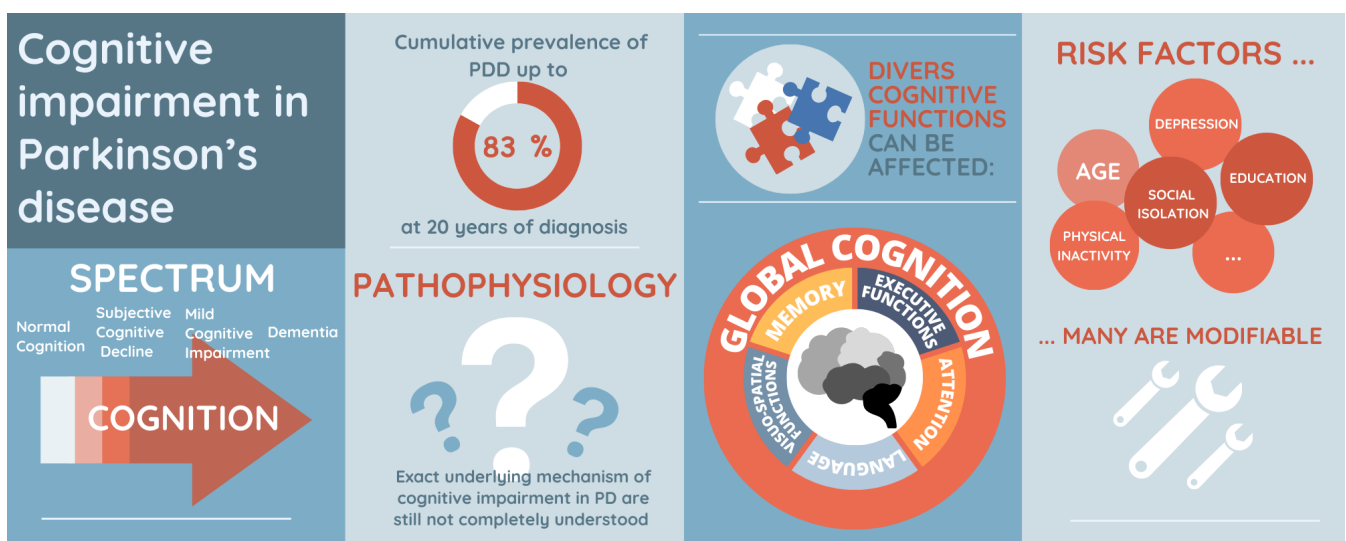 Cognitive
impairment in
Parkinson's
disease
SPECTRUM
Normal
Cognition
Subjective
Cognitive
Decline
Mild
Cognitive
Impairment
Dementia
COGNITION
Cumulative prevalence of
PDD up to
83 %
at 20 years of diagnosis
PATHOPHYSIOLOGY
? ? ?
Exact underlying mechanism of
cognitive impairment in PD are
still not completely understood
DIVERS
COGNITIVE
FUNCTIONS
CAN BE
AFFECTED:
GLOBAL COGNITION
MEMORY
EXECUTIVE
FUNCTIONS
ATTENTION
LANGUAGE
VISUO-SPATIAL
FUNCTIONS
RISK FACTORS ...
DEPRESSION
AGE
EDUCATION
SOCIAL
ISOLATION
PHYSICAL
INACTIVITY
...
... MANY ARE MODIFIABLE